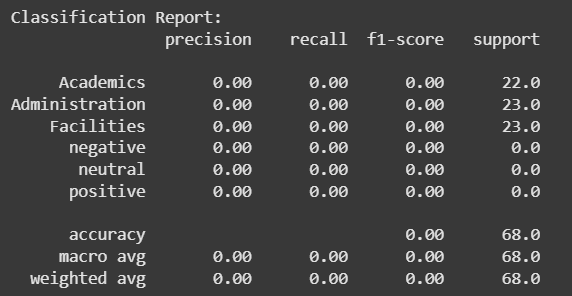 Classification Report:
precision recall f1-score support
Academics 0.00 0.00 0.00 22.0
Administration 0.00 0.00 0.00 23.0
Facilities 0.00 0.00 0.00 23.0
negative 0.00 0.00 0.00 0.0
neutral 0.00 0.00 0.00 0.0
positive 0.00 0.00 0.00 0.0
accuracy 0.00 68.0
macro avg 0.00 0.00 0.00 68.0
weighted avg 0.00 0.00 0.00 68.0